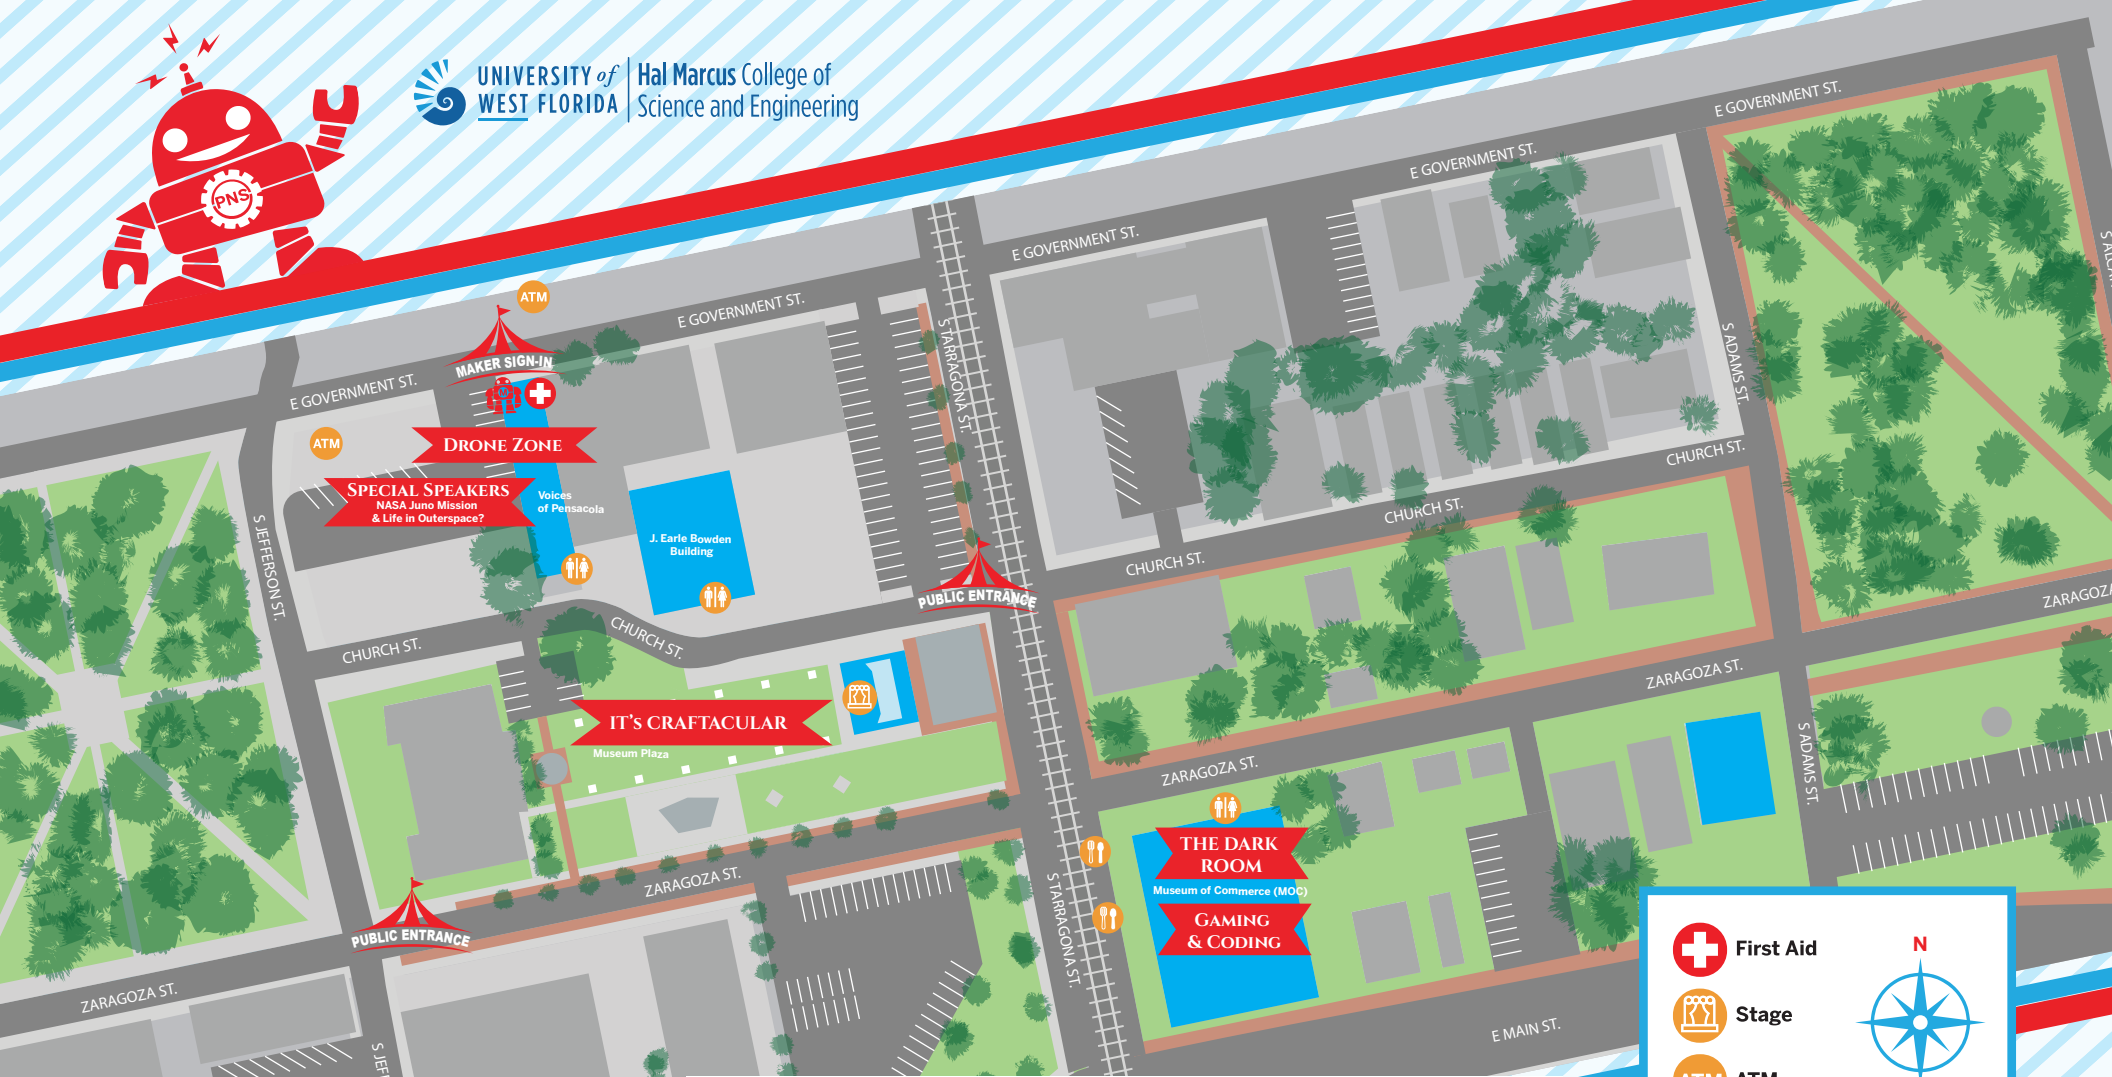 UNIVERSITY of
WEST FLORIDA
Hal Marcus College of
Science and Engineering
PNS
E GOVERNMENT ST.
E GOVERNMENT ST.
E GOVERNMENT ST.
E GOVERNMENT ST.
E GOVERNMENT ST.
ATM
MAKER SIGN-IN
ATM
DRONE ZONE
SPECIAL SPEAKERS
NASA Juno Mission
& Life in Outerspace?
Voices
of Pensacola
J. Earle Bowden
Building
S JEFFERSON ST.
S TARRAGONA ST.
S ADAMS ST.
CHURCH ST.
CHURCH ST.
CHURCH ST.
CHURCH ST.
CHURCH ST.
PUBLIC ENTRANCE
IT'S CRAFTACULAR
Museum Plaza
ZARAGOZA
ZARAGOZA ST.
ZARAGOZA ST.
ZARAGOZA ST.
ZARAGOZA ST.
S ADAMS ST.
THE DARK
ROOM
Museum of Commerce (MOC)
GAMING
& CODING
PUBLIC ENTRANCE
S TARRAGONA ST.
S JEF
E MAIN ST.
First Aid
N
Stage
ATM